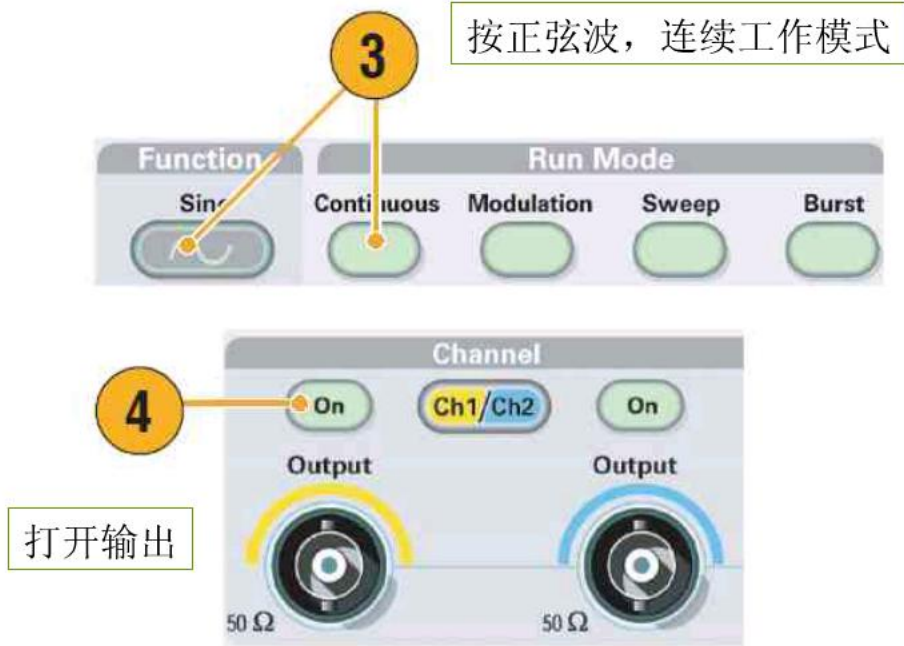 按正弦波，连续工作模式
3
Function
Run Mode
Sine
Continuous
Modulation
Sweep
Burst
Channel
4
On
Ch1/Ch2
On
Output
Output
打开输出
50 Ω
50 Ω